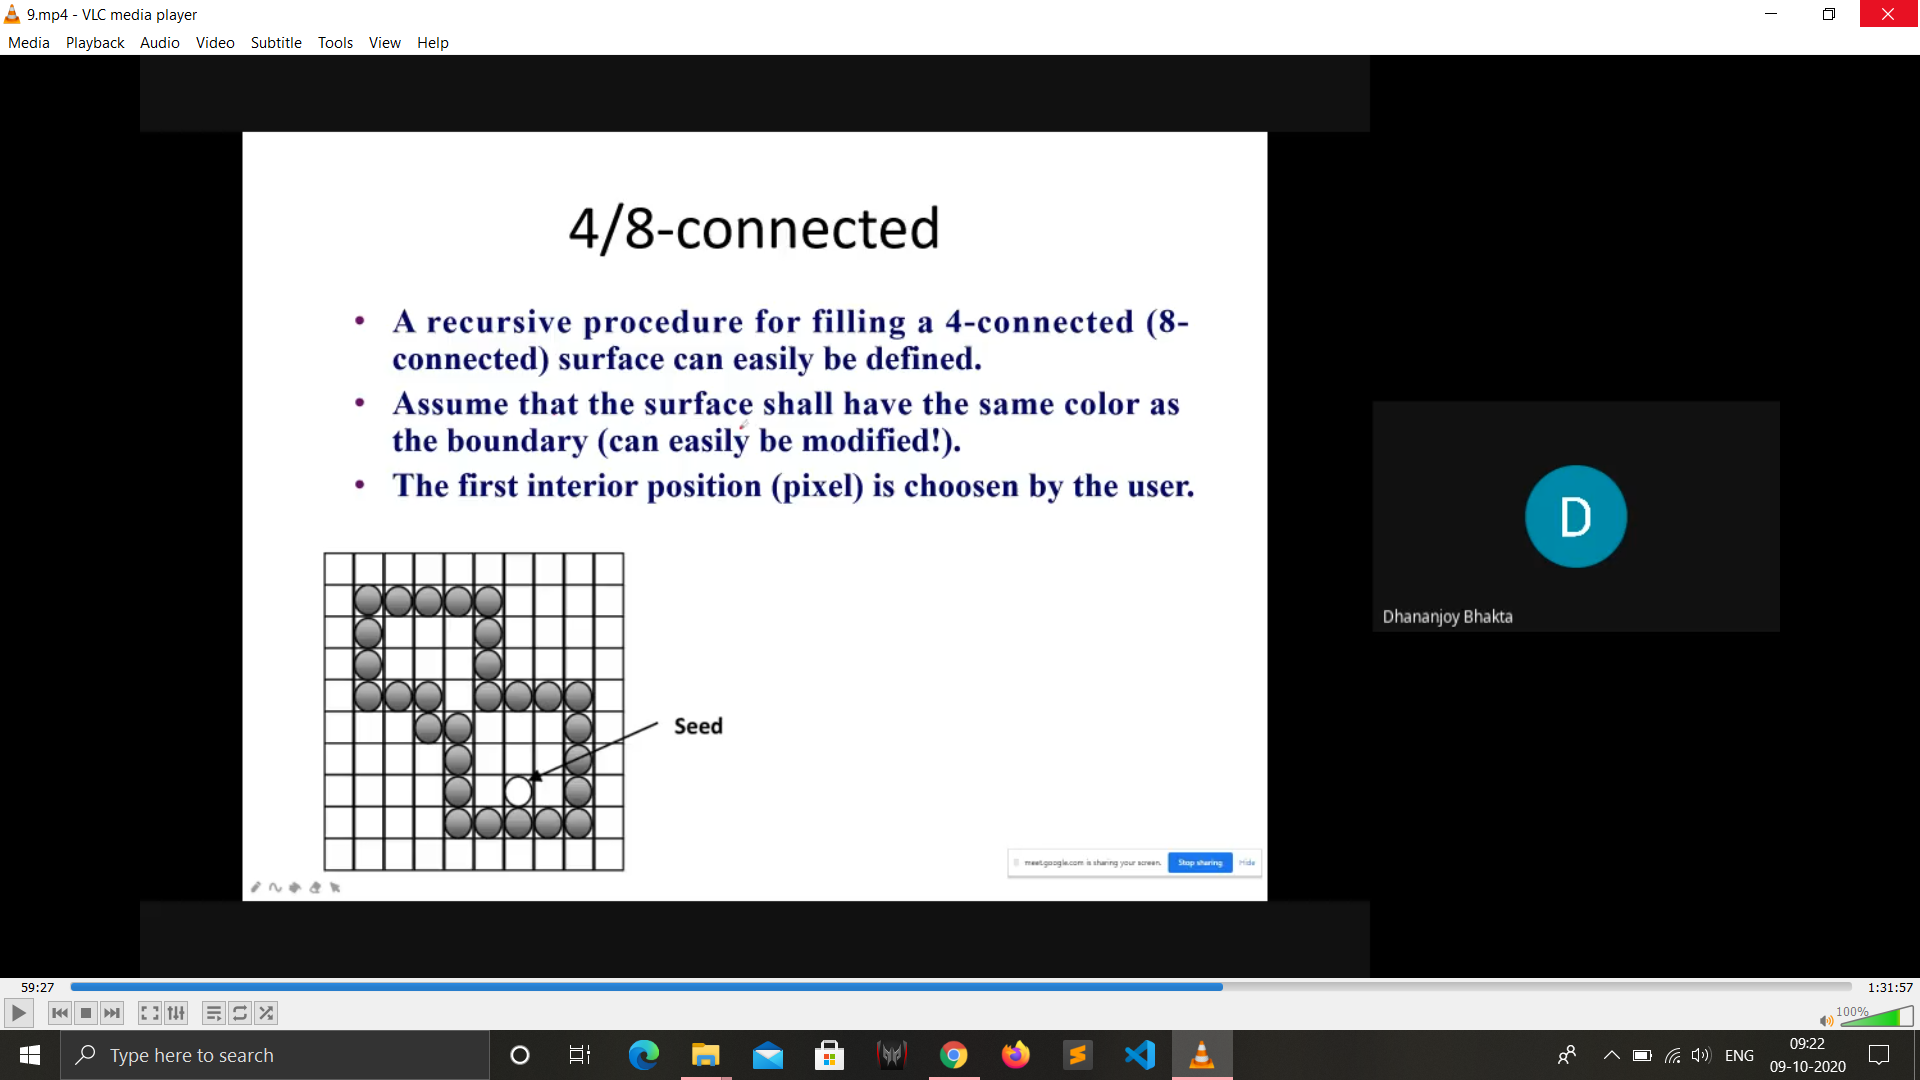 9.mp4 - VLC media player
Media Playback Audio Video Subtitle Tools View Help
4/8-connected
• A recursive procedure for filling a 4-connected (8-
connected) surface can easily be defined.
• Assume that the surface shall have the same color as
the boundary (can easily be modified!).
• The first interior position (pixel) is choosen by the user.
Seed
D
Dhananjoy Bhakta
meet.google.com is sharing your screen. Stop sharing Hide
59:27
1:31:57
100%
Type here to search
ENG
09:22
09-10-2020